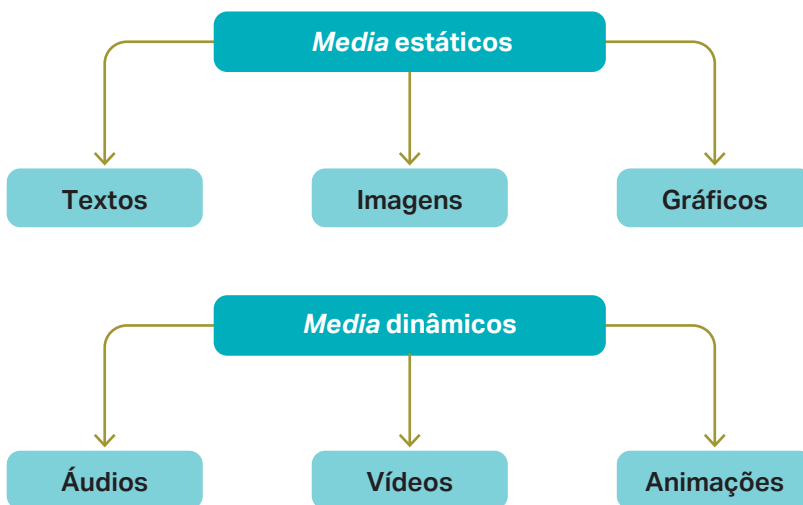 Media estáticos
Textos
Imagens
Gráficos
Media dinâmicos
Áudios
Vídeos
Animações